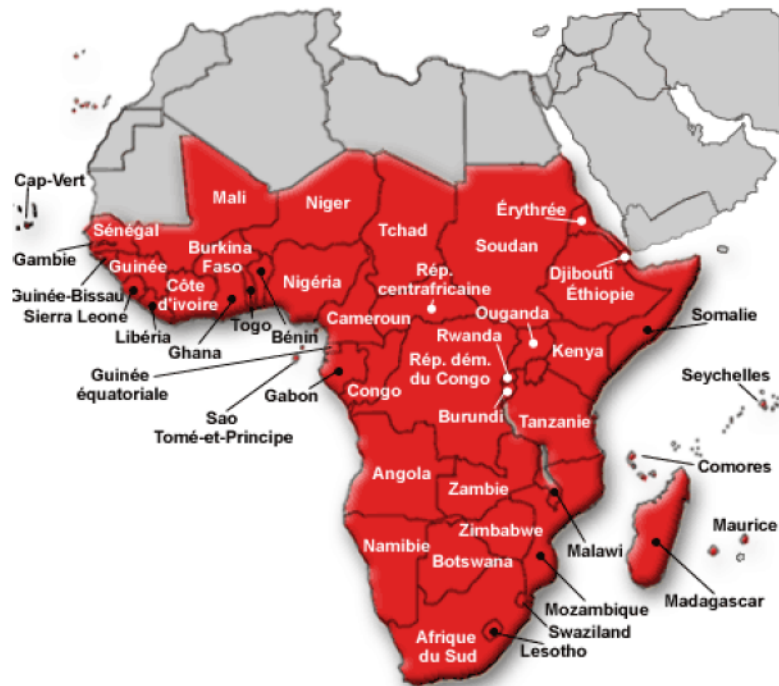 Cap-Vert
Mali
Niger
Tchad
Soudan
Érythrée
Sénégal
Gambie
Guinée
Burkina
Faso
Nigéria
Rép.
centrafricaine
Djibouti
Éthiopie
Guinée-Bissau
Sierra Leone
Côte
d'ivoire
Libéria
Ghana
Togo
Bénin
Cameroun
Ouganda
Somalie
Rwanda
Kenya
Guinée
équatoriale
Gabon
Congo
Rép. dém.
du Congo
Seychelles
Sao
Tomé-et-Principe
Burundi
Tanzanie
Comores
Angola
Zambie
Malawi
Maurice
Namibie
Zimbabwe
Botswana
Mozambique
Madagascar
Swaziland
Afrique
du Sud
Lesotho